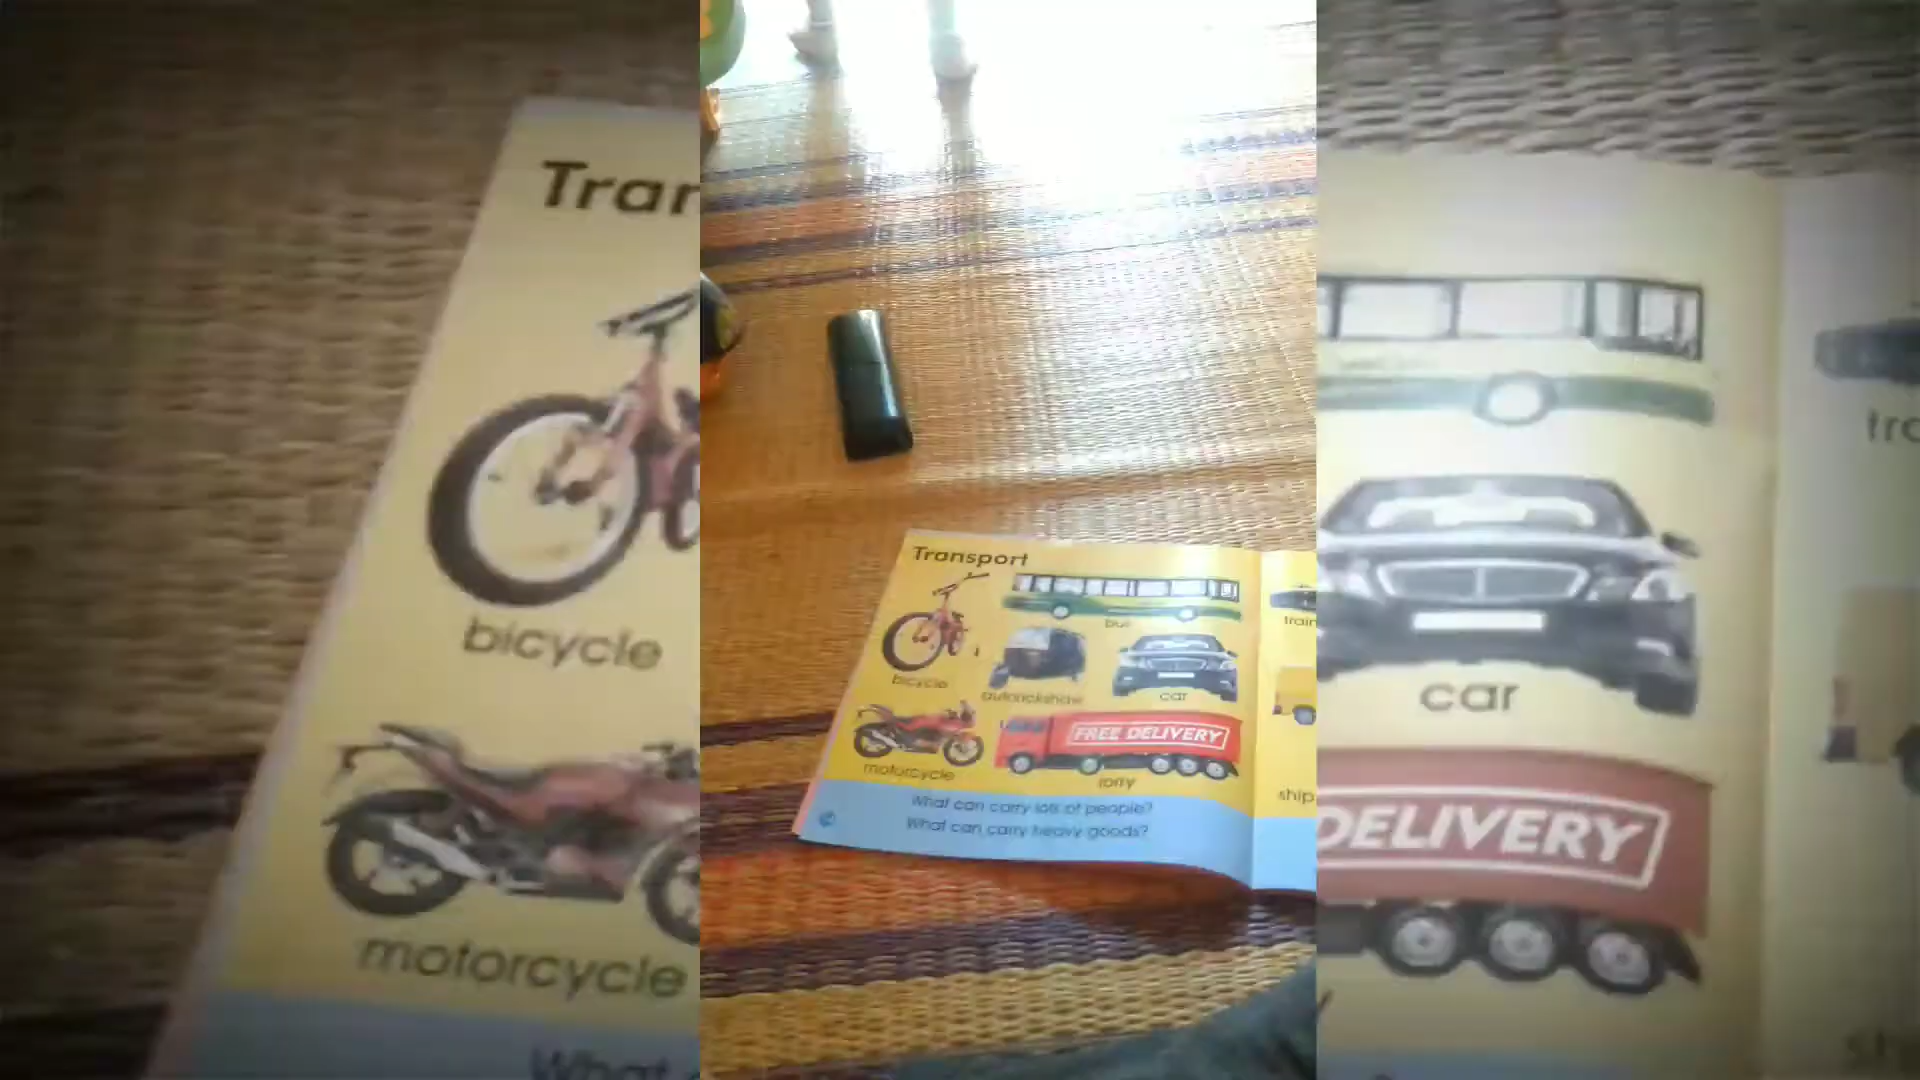 Transport
bus
train
bicycle
autorickshaw
car
FREE DELIVERY
motorcycle
lorry
ship
What can carry lots of people?
What can carry heavy goods?
Tran
bicycle
car
DELIVERY
motorcycle
What